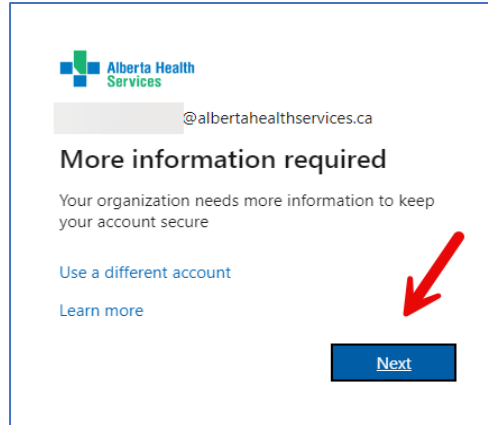 Alberta Health
Services
@albertahealthservices.ca
More information required
Your organization needs more information to keep
your account secure
Use a different account
Learn more
Next